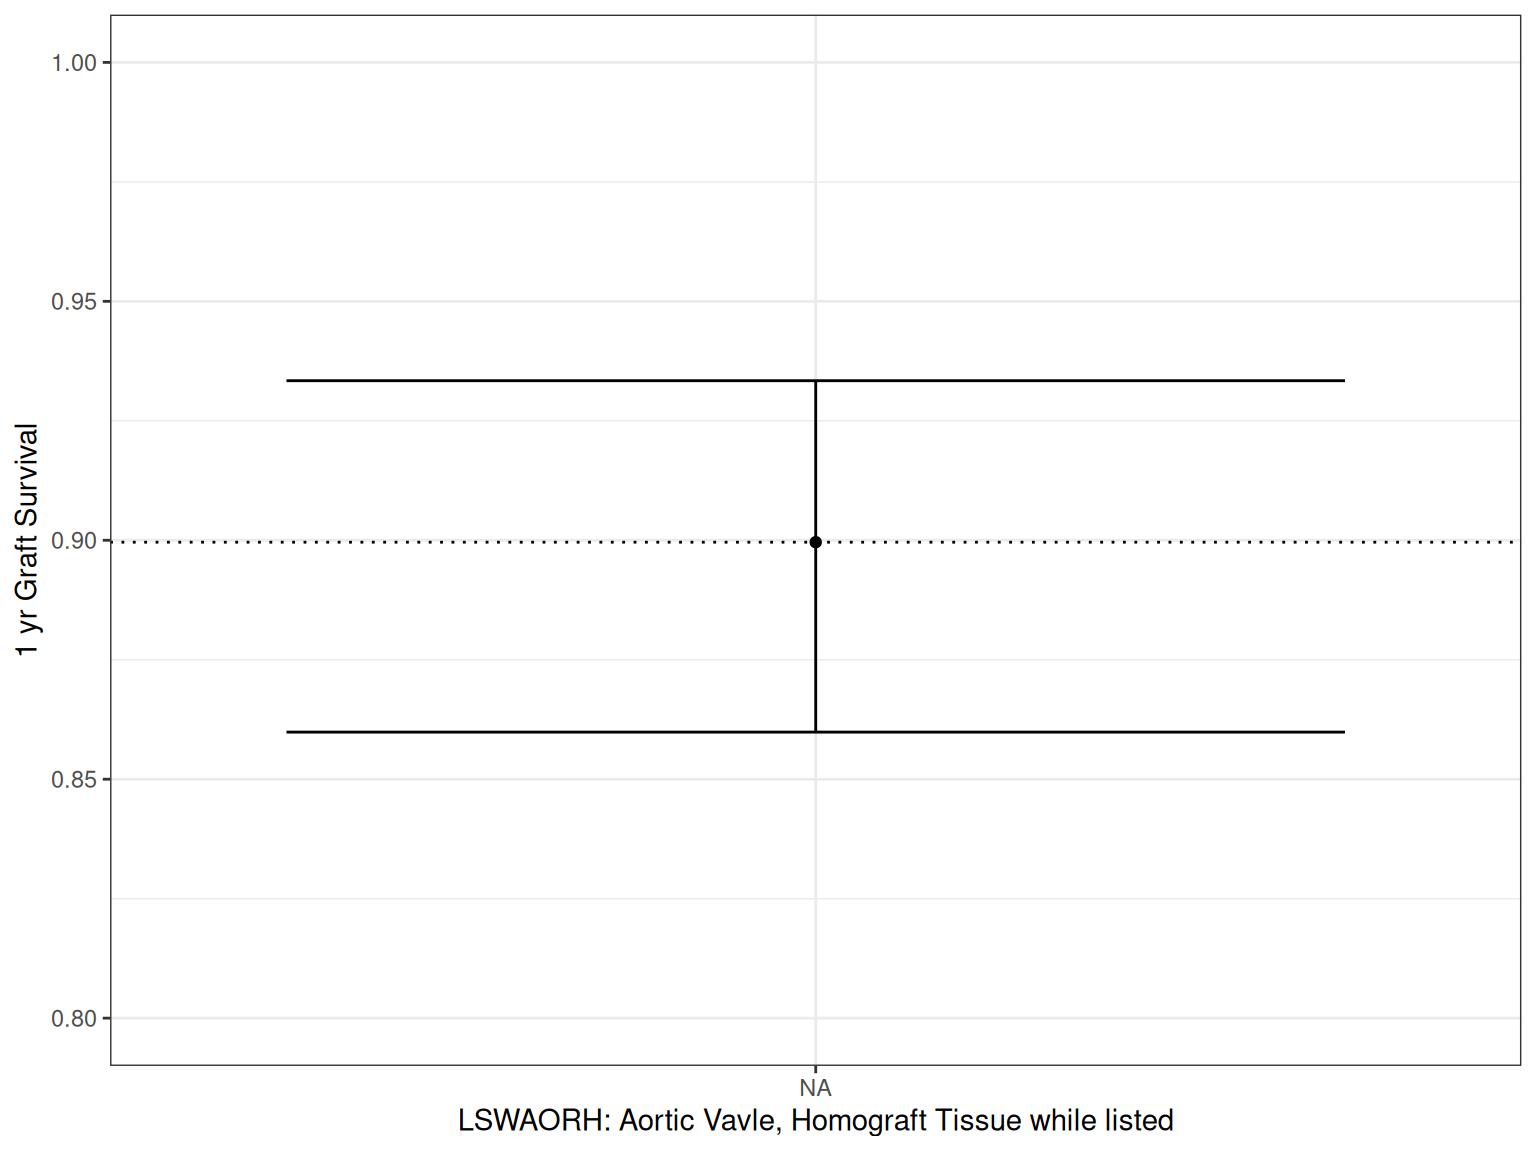 1.00
0.95
0.90
0.85
0.80
1 yr Graft Survival
NA
LSWAORH: Aortic Vavle, Homograft Tissue while listed